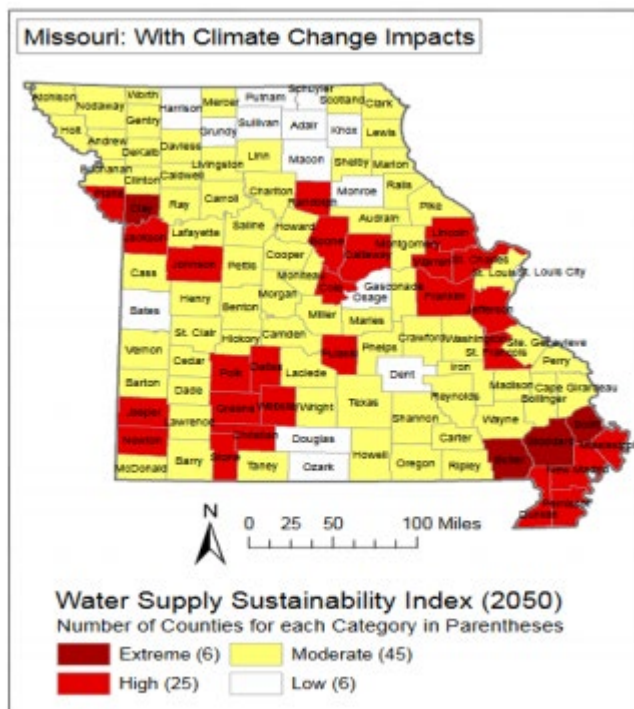 Missouri: With Climate Change Impacts
Atchison
Nodaway
Worth
Harrison
Mercer
Putnam
Schuyler
Scotland
Clark
Gentry
Grundy
Sullivan
Adair
Knox
Lewis
Holt
Andrew
DeKalb
Daviess
Livingston
Linn
Macon
Shelby
Marion
Buchanan
Clinton
Caldwell
Chariton
Randolph
Monroe
Ralls
Clay
Ray
Carroll
Saline
Howard
Audrain
Pike
Jackson
Lafayette
Boone
Callaway
Montgomery
Lincoln
Warren
St. Charles
St. Louis
St. Louis City
Cass
Johnson
Pettis
Cooper
Moniteau
Cole
Osage
Gasconade
Franklin
Jefferson
Bates
Henry
Benton
Morgan
Miller
Maries
St. Clair
Hickory
Camden
Pulaski
Phelps
Crawford
Washington
Ste. Genevieve
St. Francois
Perry
Vernon
Cedar
Polk
Dallas
Laclede
Dent
Iron
Madison
Cape Girardeau
Bollinger
Barton
Dade
Greene
Webster
Wright
Texas
Shannon
Reynolds
Wayne
Scott
Jasper
Lawrence
Christian
Douglas
Carter
Butler
Stoddard
Mississippi
Newton
Stone
Howell
Oregon
Ripley
New Madrid
McDonald
Barry
Taney
Ozark
Pemiscot
Dunklin
N
0 25 50 100 Miles
Water Supply Sustainability Index (2050)
Number of Counties for each Category in Parentheses
Extreme (6) Moderate (45)
High (25) Low (6)